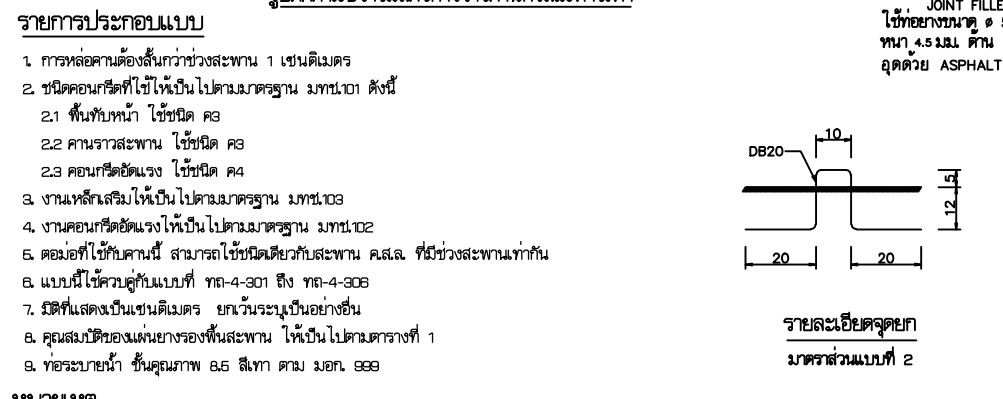 รายการประกอบแบบ
1. การหล่อคานต้องสั้นกว่าช่วงสะพาน 1 เซนติเมตร
2. ชนิดคอนกรีตที่ใช้ให้เป็นไปตามมาตรฐาน มทช.101 ดังนี้
2.1 พื้นทับหน้า ใช้ชนิด ค3
2.2 คานราวสะพาน ใช้ชนิด ค3
2.3 คอนกรีตอัดแรง ใช้ชนิด ค4
3. งานเหล็กเสริมให้เป็นไปตามมาตรฐาน มทช.103
4. งานคอนกรีตอัดแรงให้เป็นไปตามมาตรฐาน มทช.102
5. ตอม่อที่ใช้กับคานนี้ สามารถใช้ชนิดเดียวกับสะพาน ค.ส.ล. ที่มีช่วงสะพานเท่ากัน
6. แบบนี้ใช้ควบคู่กับแบบที่ ทถ-4-301 ถึง ทถ-4-306
7. มิติที่แสดงเป็นเซนติเมตร ยกเว้นระบุเป็นอย่างอื่น
8. คุณสมบัติของแผ่นยางรองพื้นสะพาน ให้เป็นไปตามตารางที่ 1
9. ท่อระบายน้ำ ชั้นคุณภาพ 8.5 สีเทา ตาม มอก. 999
JOINT FILLE
ใช้ท่อยางขนาด ø
หนา 4.5 มม. ด้าน
อุดด้วย ASPHALT
10
DB20
5
12
20
20
รายละเอียดจุดยก
มาตราส่วนแบบที่ 2